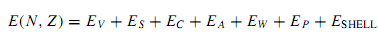 E(N, Z) = E_V + E_S + E_C + E_A + E_W + E_P + E_SHELL